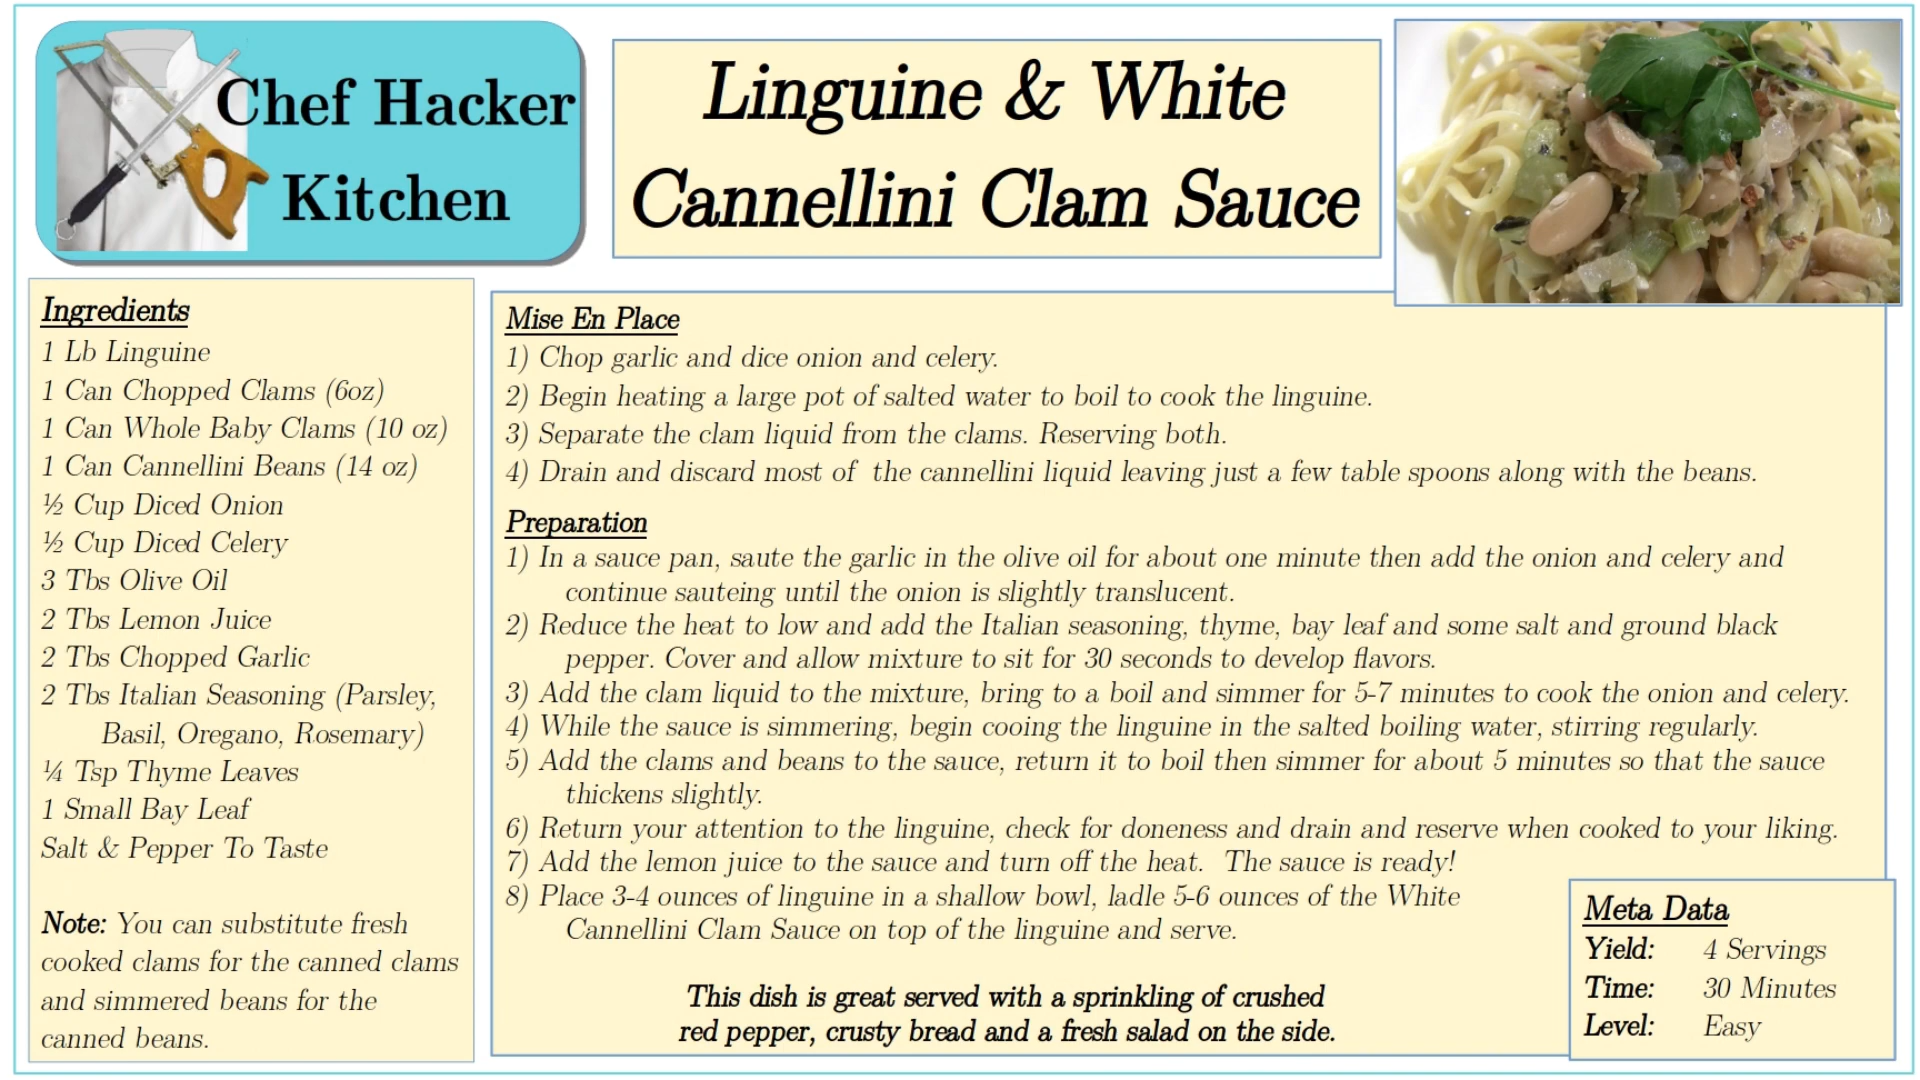 Chef Hacker
Kitchen
Linguine & White
Cannellini Clam Sauce
Ingredients
1 Lb Linguine
1 Can Chopped Clams (6oz)
1 Can Whole Baby Clams (10 oz)
1 Can Cannellini Beans (14 oz)
½ Cup Diced Onion
½ Cup Diced Celery
3 Tbs Olive Oil
2 Tbs Lemon Juice
2 Tbs Chopped Garlic
2 Tbs Italian Seasoning (Parsley,
Basil, Oregano, Rosemary)
¼ Tsp Thyme Leaves
1 Small Bay Leaf
Salt & Pepper To Taste
Note: You can substitute fresh
cooked clams for the canned clams
and simmered beans for the
canned beans.
Mise En Place
1) Chop garlic and dice onion and celery.
2) Begin heating a large pot of salted water to boil to cook the linguine.
3) Separate the clam liquid from the clams. Reserving both.
4) Drain and discard most of  the cannellini liquid leaving just a few table spoons along with the beans.
Preparation
1) In a sauce pan, saute the garlic in the olive oil for about one minute then add the onion and celery and
continue sauteing until the onion is slightly translucent.
2) Reduce the heat to low and add the Italian seasoning, thyme, bay leaf and some salt and ground black
pepper. Cover and allow mixture to sit for 30 seconds to develop flavors.
3) Add the clam liquid to the mixture, bring to a boil and simmer for 5-7 minutes to cook the onion and celery.
4) While the sauce is simmering, begin cooing the linguine in the salted boiling water, stirring regularly.
5) Add the clams and beans to the sauce, return it to boil then simmer for about 5 minutes so that the sauce
thickens slightly.
6) Return your attention to the linguine, check for doneness and drain and reserve when cooked to your liking.
7) Add the lemon juice to the sauce and turn off the heat.  The sauce is ready!
8) Place 3-4 ounces of linguine in a shallow bowl, ladle 5-6 ounces of the White
Cannellini Clam Sauce on top of the linguine and serve.
This dish is great served with a sprinkling of crushed
red pepper, crusty bread and a fresh salad on the side.
Meta Data
Yield: 4 Servings
Time: 30 Minutes
Level: Easy